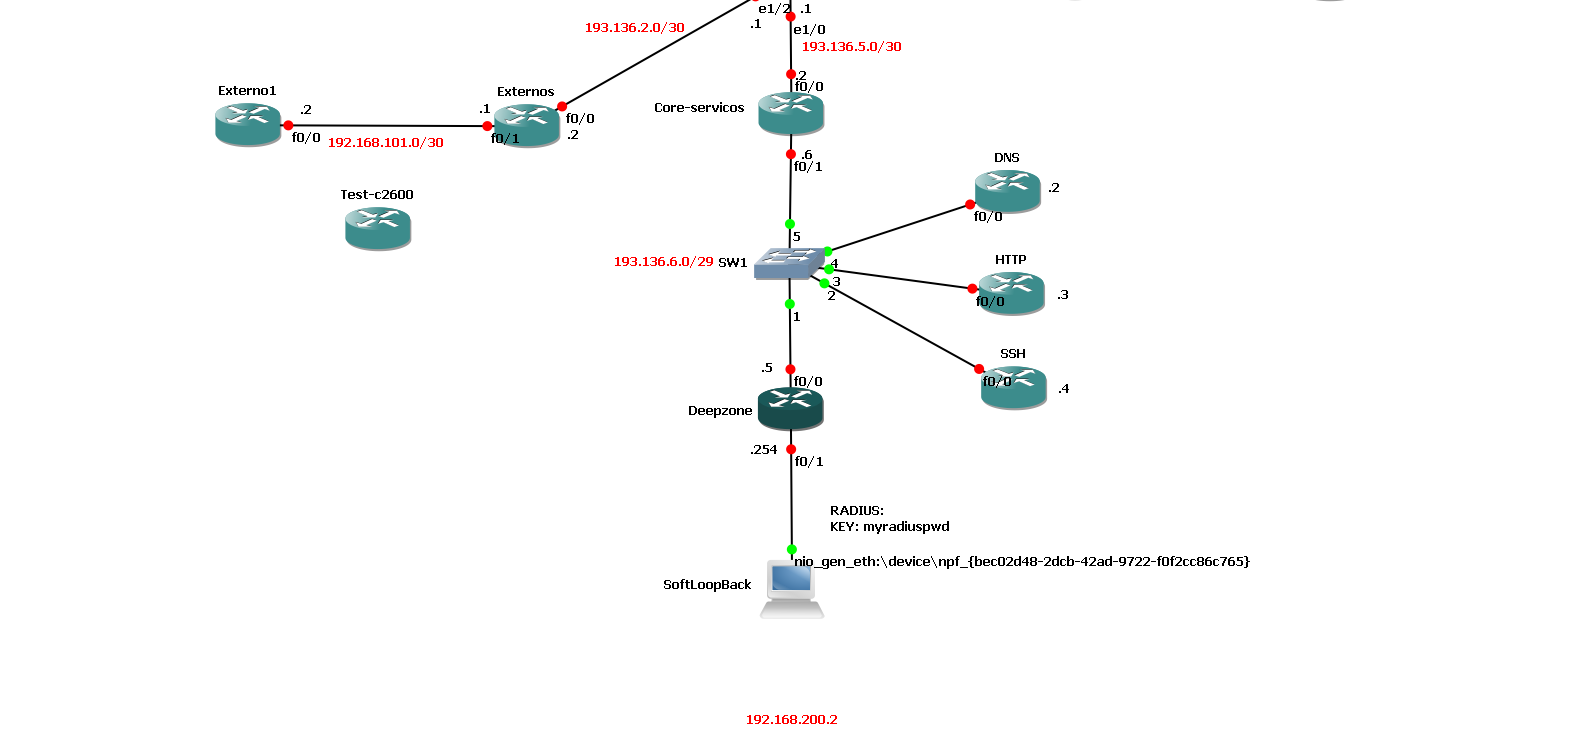 e1/2
.1
.1
193.136.2.0/30
e1/0
193.136.5.0/30
.2
f0/0
Externo1
Externos
Core-servicos
.2
.1
f0/0
.2
f0/0
192.168.101.0/30
f0/1
.6
f0/1
DNS
.2
Test-c2600
f0/0
5
193.136.6.0/29
SW1
4
HTTP
3
2
.3
f0/0
1
SSH
.5
f0/0
f0/0
.4
Deepzone
.254
f0/1
RADIUS:
KEY: myradiuspwd
nio_gen_eth:\device\npf_{bec02d48-2dcb-42ad-9722-f0f2cc86c765}
SoftLoopBack
192.168.200.2